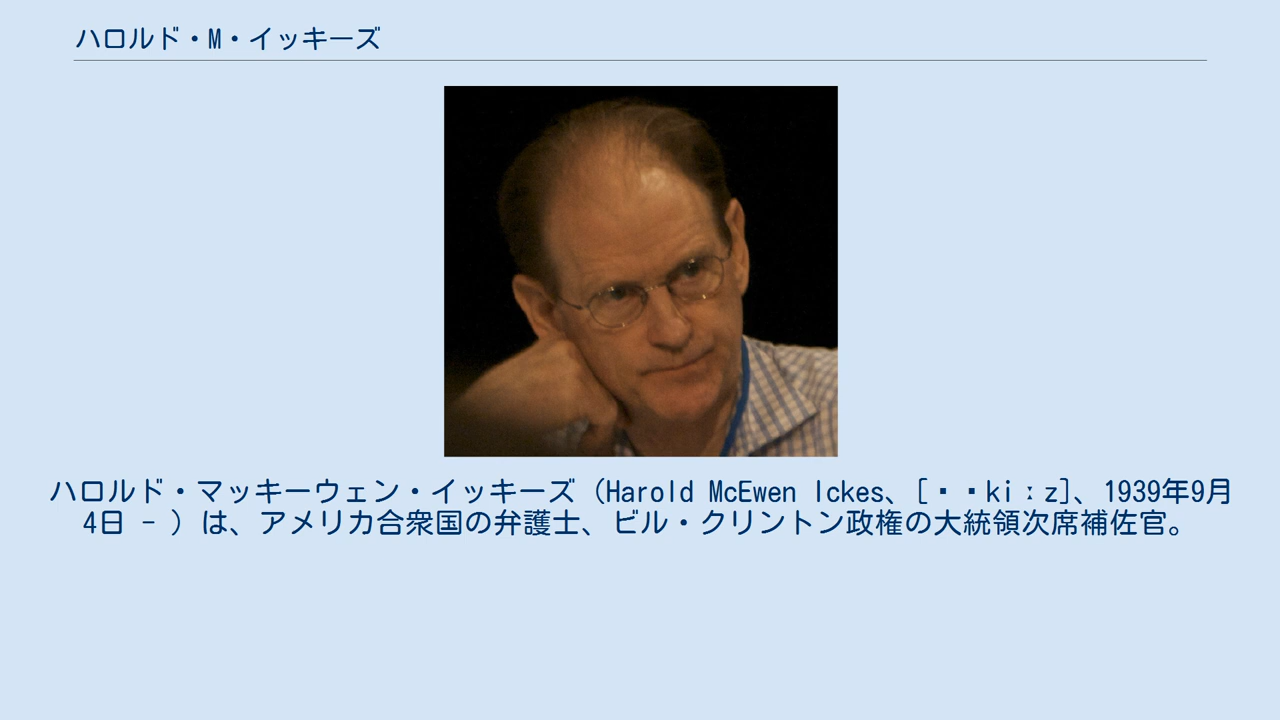 ハロルド・M・イッキーズ
ハロルド・マッキーウェン・イッキーズ（Harold McEwen Ickes、[▪▪kiːz]、1939年9月
4日 - ）は、アメリカ合衆国の弁護士、ビル・クリントン政権の大統領次席補佐官。